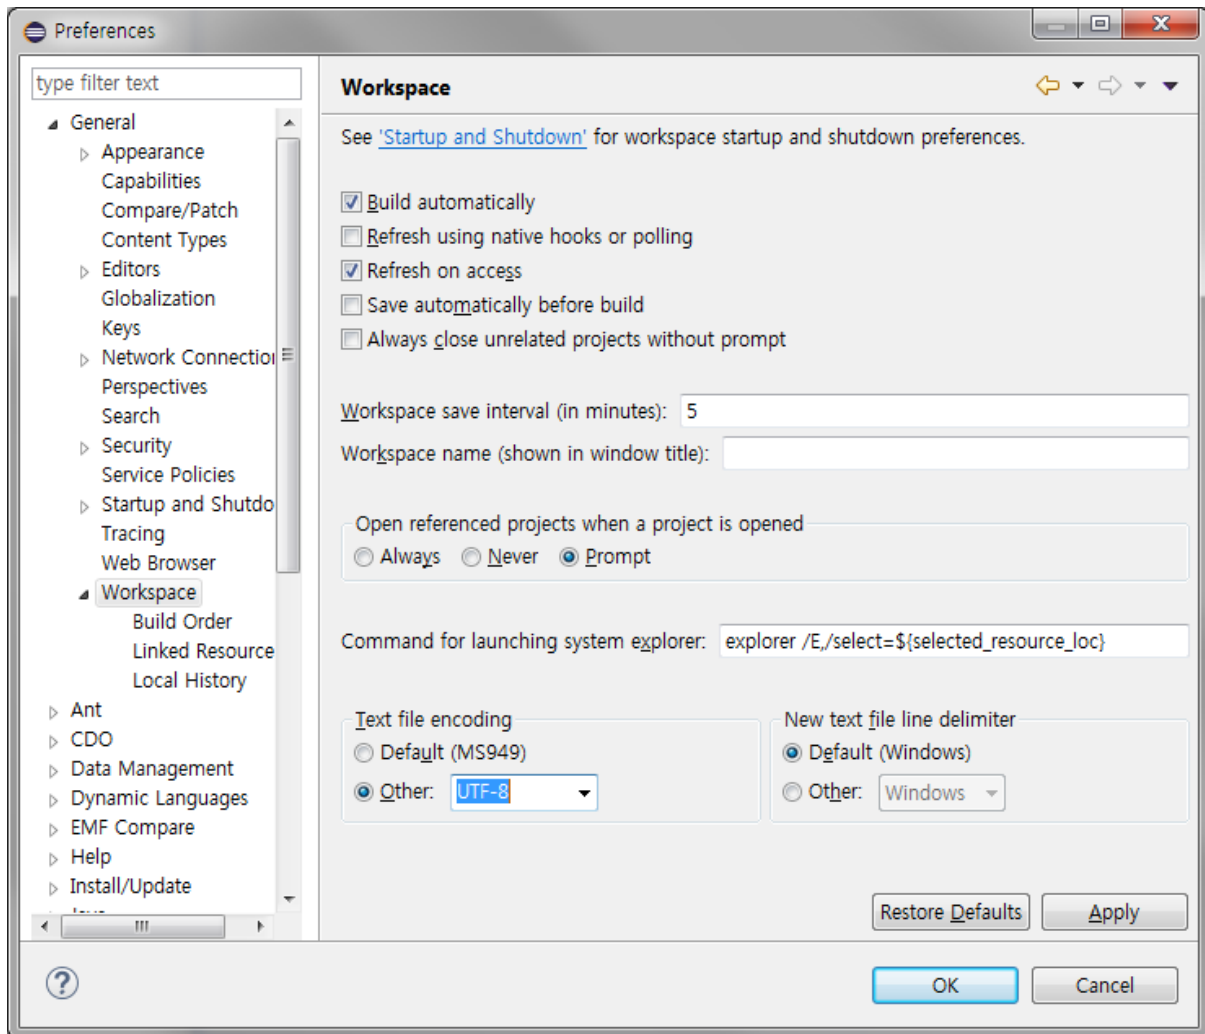 Preferences
type filter text
General
Appearance
Capabilities
Compare/Patch
Content Types
Editors
Globalization
Keys
Network Connection
Perspectives
Search
Security
Service Policies
Startup and Shutdo
Tracing
Web Browser
Workspace
Build Order
Linked Resource
Local History
Ant
CDO
Data Management
Dynamic Languages
EMF Compare
Help
Install/Update
Workspace
See 'Startup and Shutdown' for workspace startup and shutdown preferences.
Build automatically
Refresh using native hooks or polling
Refresh on access
Save automatically before build
Always close unrelated projects without prompt
Workspace save interval (in minutes): 5
Workspace name (shown in window title):
Open referenced projects when a project is opened
Always Never Prompt
Command for launching system explorer: explorer /E,/select=${selected_resource_loc}
Text file encoding
Default (MS949)
Other: UTF-8
New text file line delimiter
Default (Windows)
Other: Windows
Restore Defaults Apply
? OK Cancel